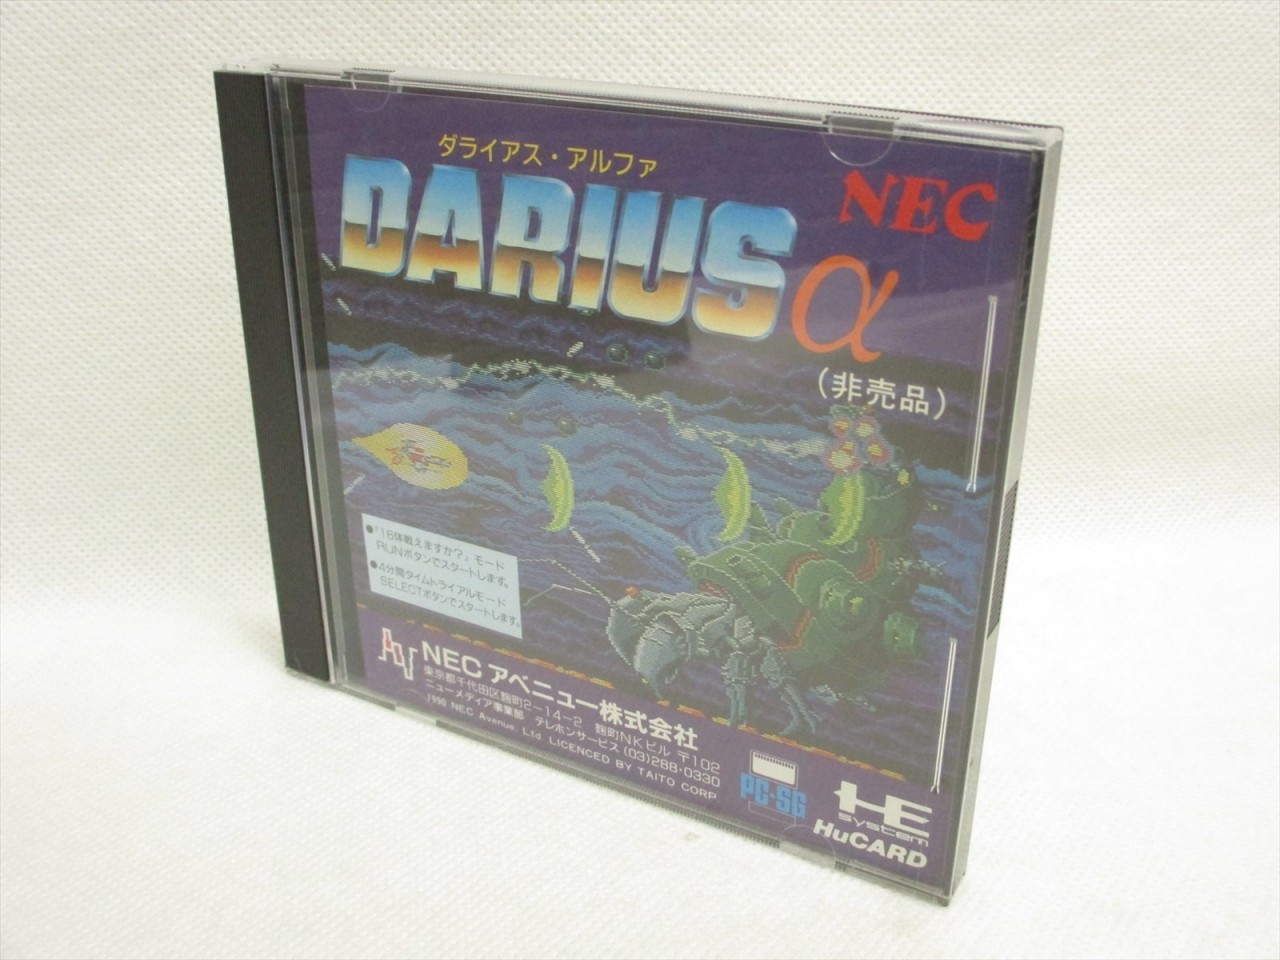 ダライアス・アルファ
DARIUS α
NEC
(非売品)
●「16体戦えますか?」モード
RUNボタンでスタートします。
●4分間タイムトライアルモード
SELECTボタンでスタートします。
NEC アベニュー株式会社
東京都千代田区麹町2-14-2 麹町NKビル 〒102
ニューメディア事業部 テレホンサービス (03)288-0330
1990 NEC Avenue, Ltd LICENCED BY TAITO CORP
PC・SG
HE
system
HuCARD